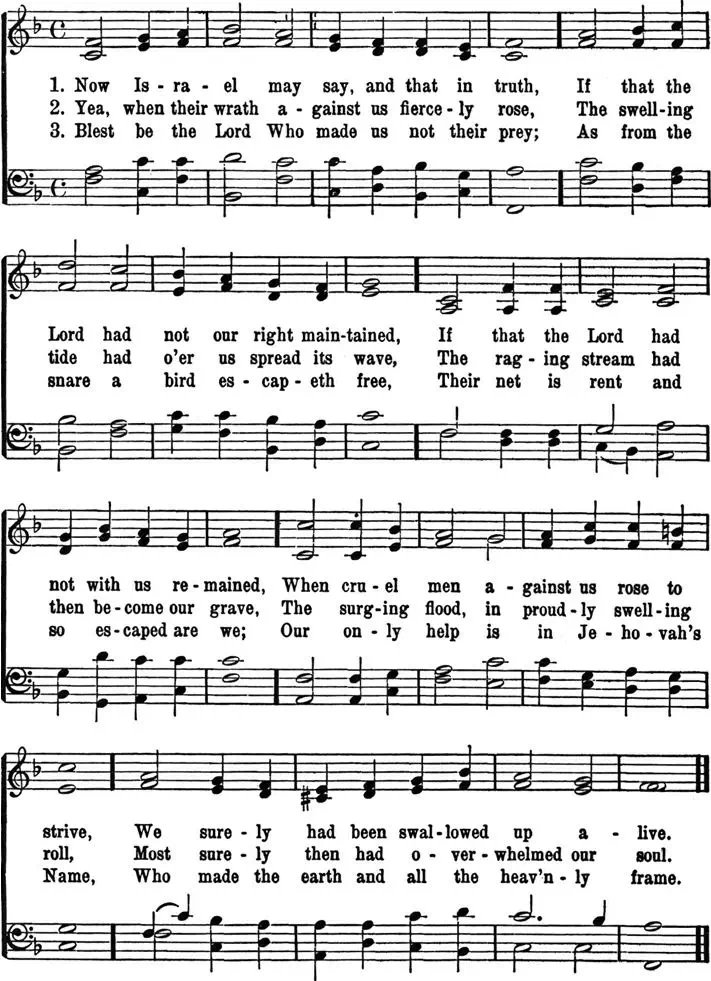 1. Now Is - ra - el may say, and that in truth, If that the
2. Yea, when their wrath a - gainst us fierce - ly rose, The swell-ing
3. Blest be the Lord Who made us not their prey; As from the
Lord had not our right main-tained, If that the Lord had
tide had o'er us spread its wave, The rag - ing stream had
snare a bird es - cap - eth free, Their net is rent and
not with us re - mained, When cru - el men a - gainst us rose to
then be - come our grave, The surg - ing flood, in proud - ly swell-ing
so es - caped are we; Our on - ly help is in Je - ho - vah's
strive, We sure - ly had been swal - lowed up a - live.
roll, Most sure - ly then had o - ver - whelmed our soul.
Name, Who made the earth and all the heav'n - ly frame.